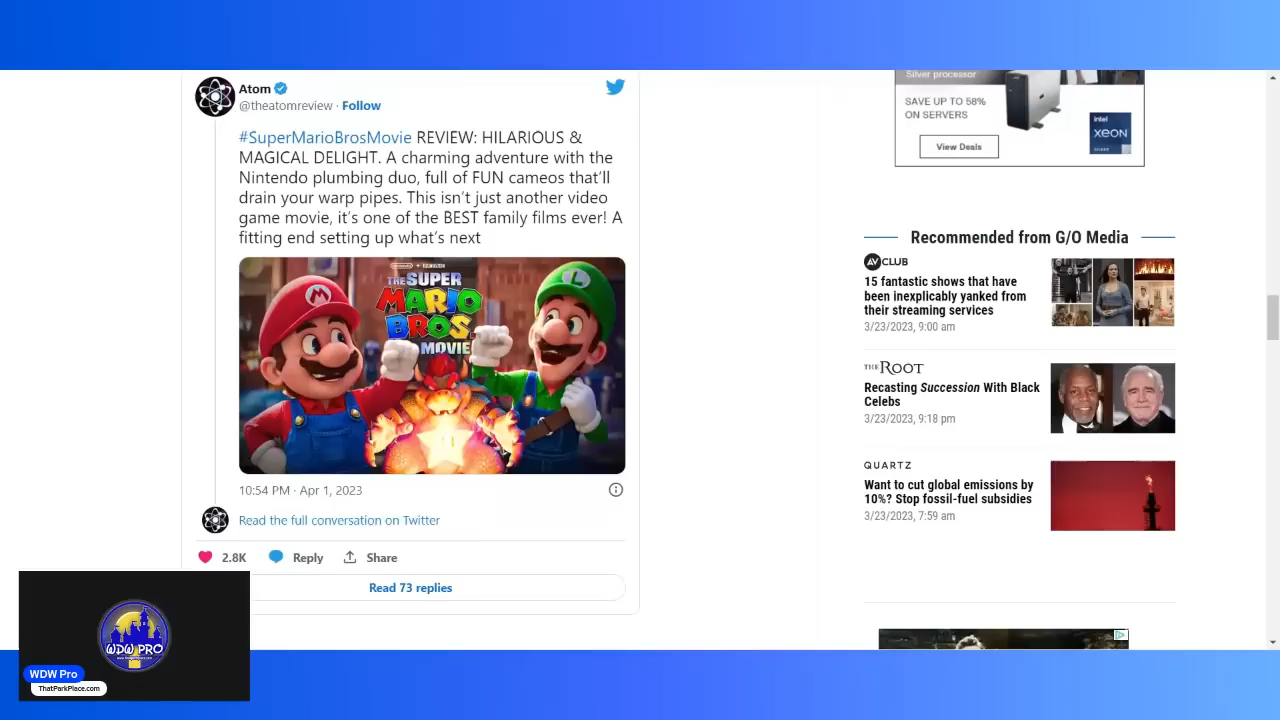 Atom
@theatomreview · Follow
#SuperMarioBrosMovie REVIEW: HILARIOUS &
MAGICAL DELIGHT. A charming adventure with the
Nintendo plumbing duo, full of FUN cameos that'll
drain your warp pipes. This isn't just another video
game movie, it's one of the BEST family films ever! A
fitting end setting up what's next
THE SUPER
MARIO
BROS.
MOVIE
10:54 PM · Apr 1, 2023
Read the full conversation on Twitter
2.8K
Reply
Share
Read 73 replies
Silver processor
SAVE UP TO 58%
ON SERVERS
View Deals
intel
XEON
Recommended from G/O Media
AV CLUB
15 fantastic shows that have
been inexplicably yanked from
their streaming services
3/23/2023, 9:00 am
THE ROOT
Recasting Succession With Black
Celebs
3/23/2023, 9:18 pm
QUARTZ
Want to cut global emissions by
10%? Stop fossil-fuel subsidies
3/23/2023, 7:59 am
WDW PRO
WDW Pro
ThatParkPlace.com